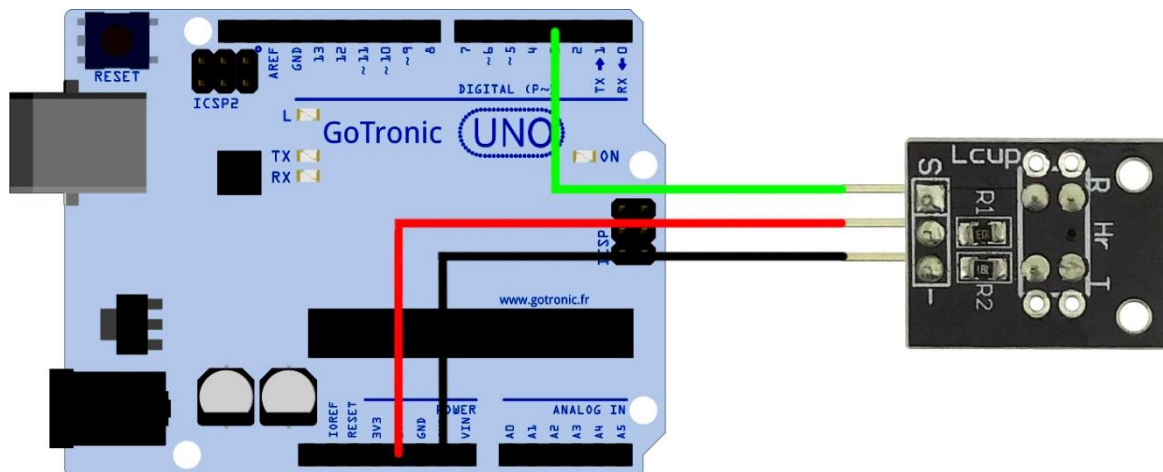 RESET
ICSP2
AREF
GND
13
12
~11
~10
~9
8
7
~6
~5
4
2
TX→1
RX←0
DIGITAL (P~)
L
TX
RX
GoTronic UNO
ON
ICSP
www.gotronic.fr
POWER
ANALOG IN
IOREF
RESET
3V3
GND
VIN
A0
A1
A2
A3
A4
A5
S
Lcup
R
R1
Hr
R2
T
-